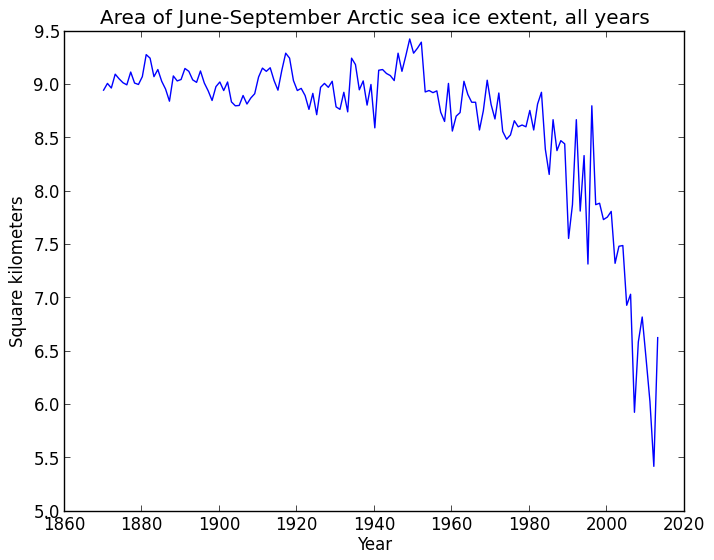 Area of June-September Arctic sea ice extent, all years
9.5
9.0
8.5
8.0
7.5
7.0
6.5
6.0
5.5
5.0
Square kilometers
1860 1880 1900 1920 1940 1960 1980 2000 2020
Year